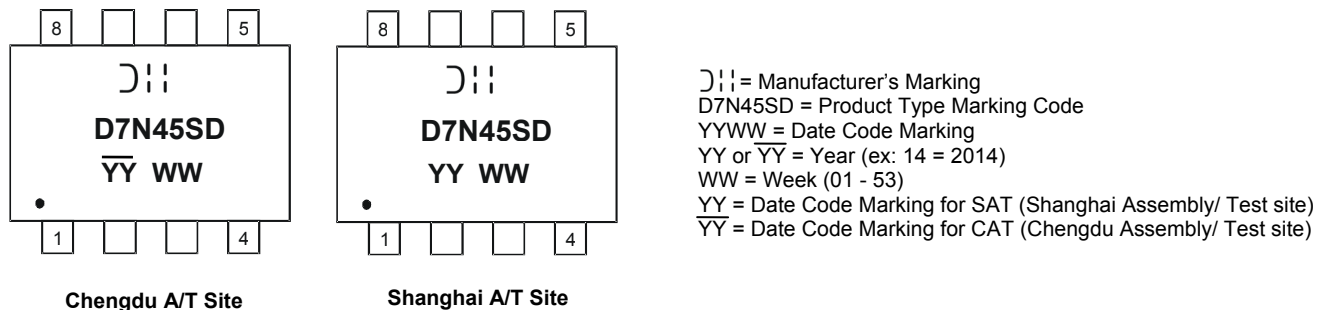 8 5
D7N45SD
Y̅Y̅ WW
1 4
Chengdu A/T Site
8 5
D7N45SD
YY WW
1 4
Shanghai A/T Site
= Manufacturer's Marking
D7N45SD = Product Type Marking Code
YYWW = Date Code Marking
YY or Y̅Y̅ = Year (ex: 14 = 2014)
WW = Week (01 - 53)
YY = Date Code Marking for SAT (Shanghai Assembly/ Test site)
Y̅Y̅ = Date Code Marking for CAT (Chengdu Assembly/ Test site)